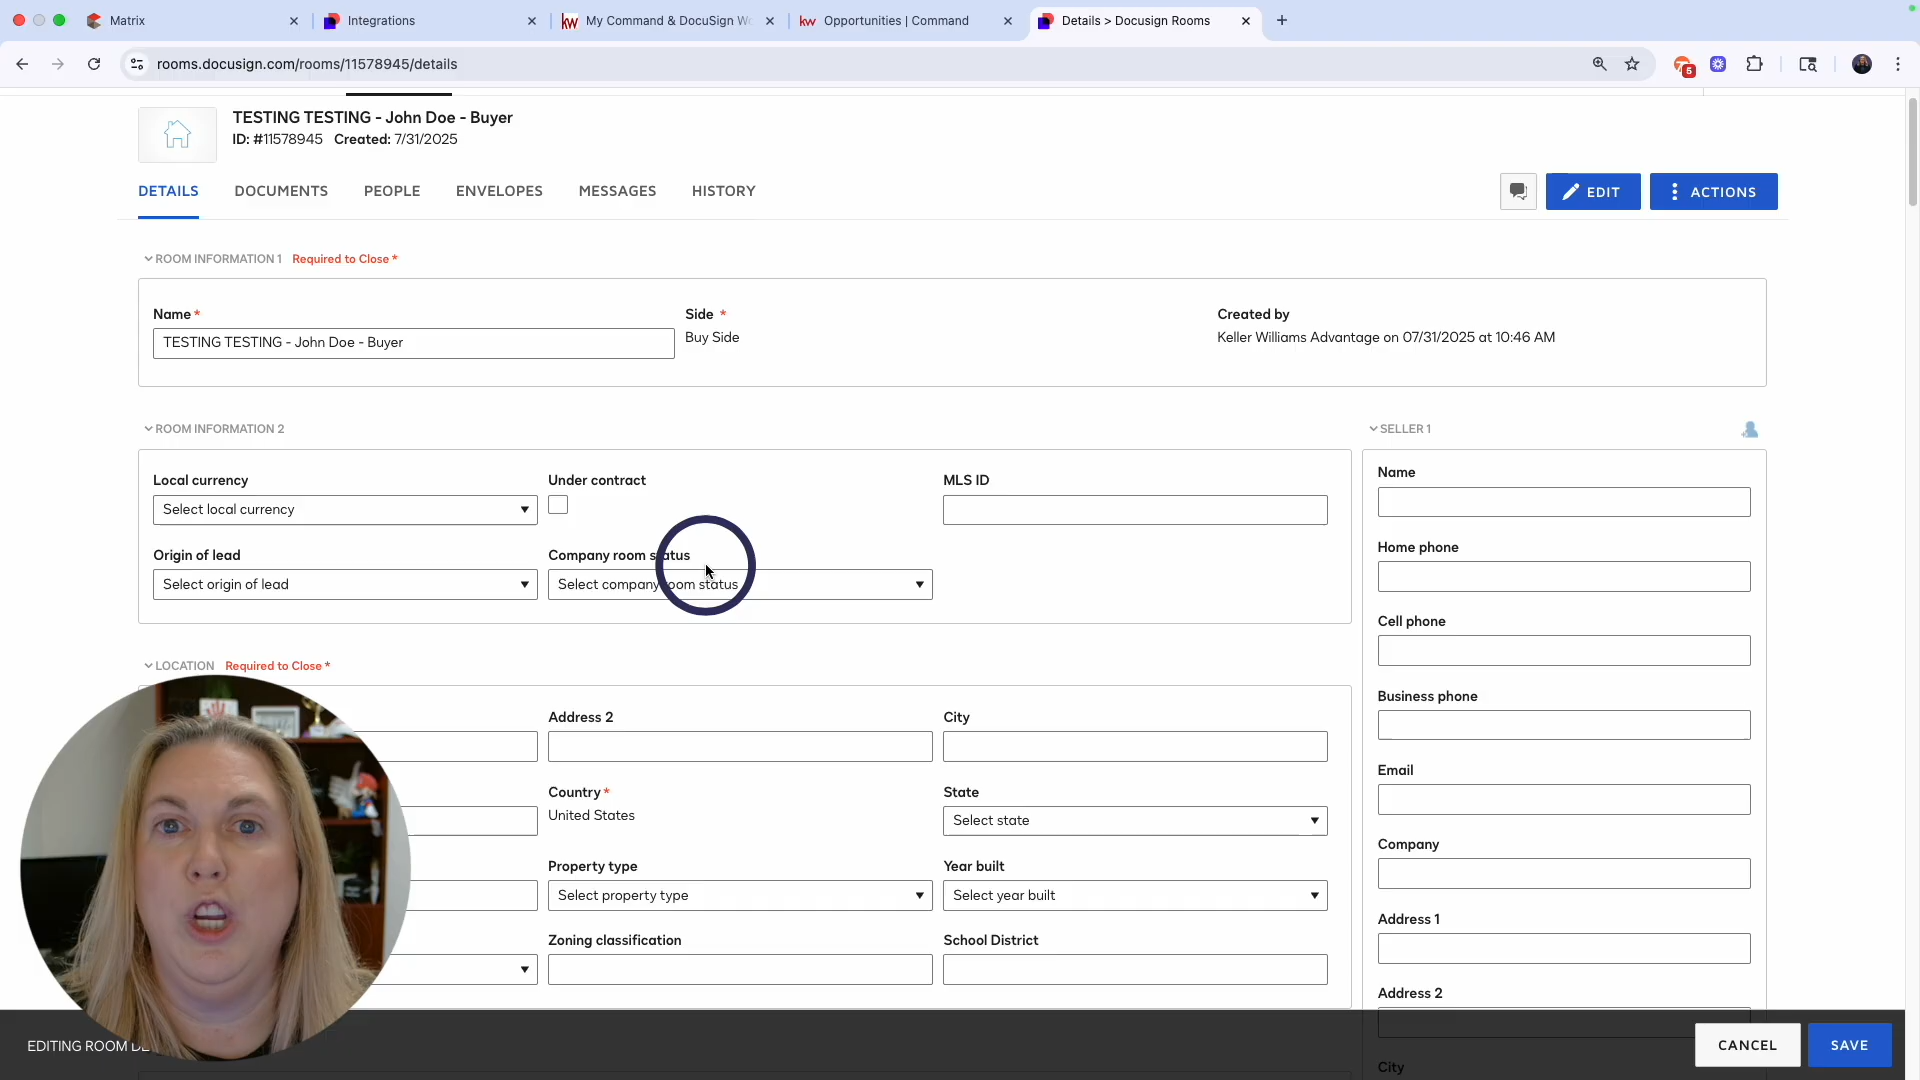 Matrix
Integrations
My Command & DocuSign Wo
kw Opportunities | Command
Details > Docusign Rooms
rooms.docusign.com/rooms/11578945/details
5
TESTING TESTING - John Doe - Buyer
ID: #11578945 Created: 7/31/2025
DETAILS DOCUMENTS PEOPLE ENVELOPES MESSAGES HISTORY
EDIT
ACTIONS
ROOM INFORMATION 1 Required to Close *
Name *
TESTING TESTING - John Doe - Buyer
Side *
Buy Side
Created by
Keller Williams Advantage on 07/31/2025 at 10:46 AM
ROOM INFORMATION 2
Local currency
Select local currency
Under contract
MLS ID
Origin of lead
Select origin of lead
Company room status
Select company room status
LOCATION Required to Close *
Address 2
City
Country *
United States
State
Select state
Property type
Select property type
Year built
Select year built
Zoning classification
School District
SELLER 1
Name
Home phone
Cell phone
Business phone
Email
Company
Address 1
Address 2
City
EDITING ROOM DE
CANCEL
SAVE